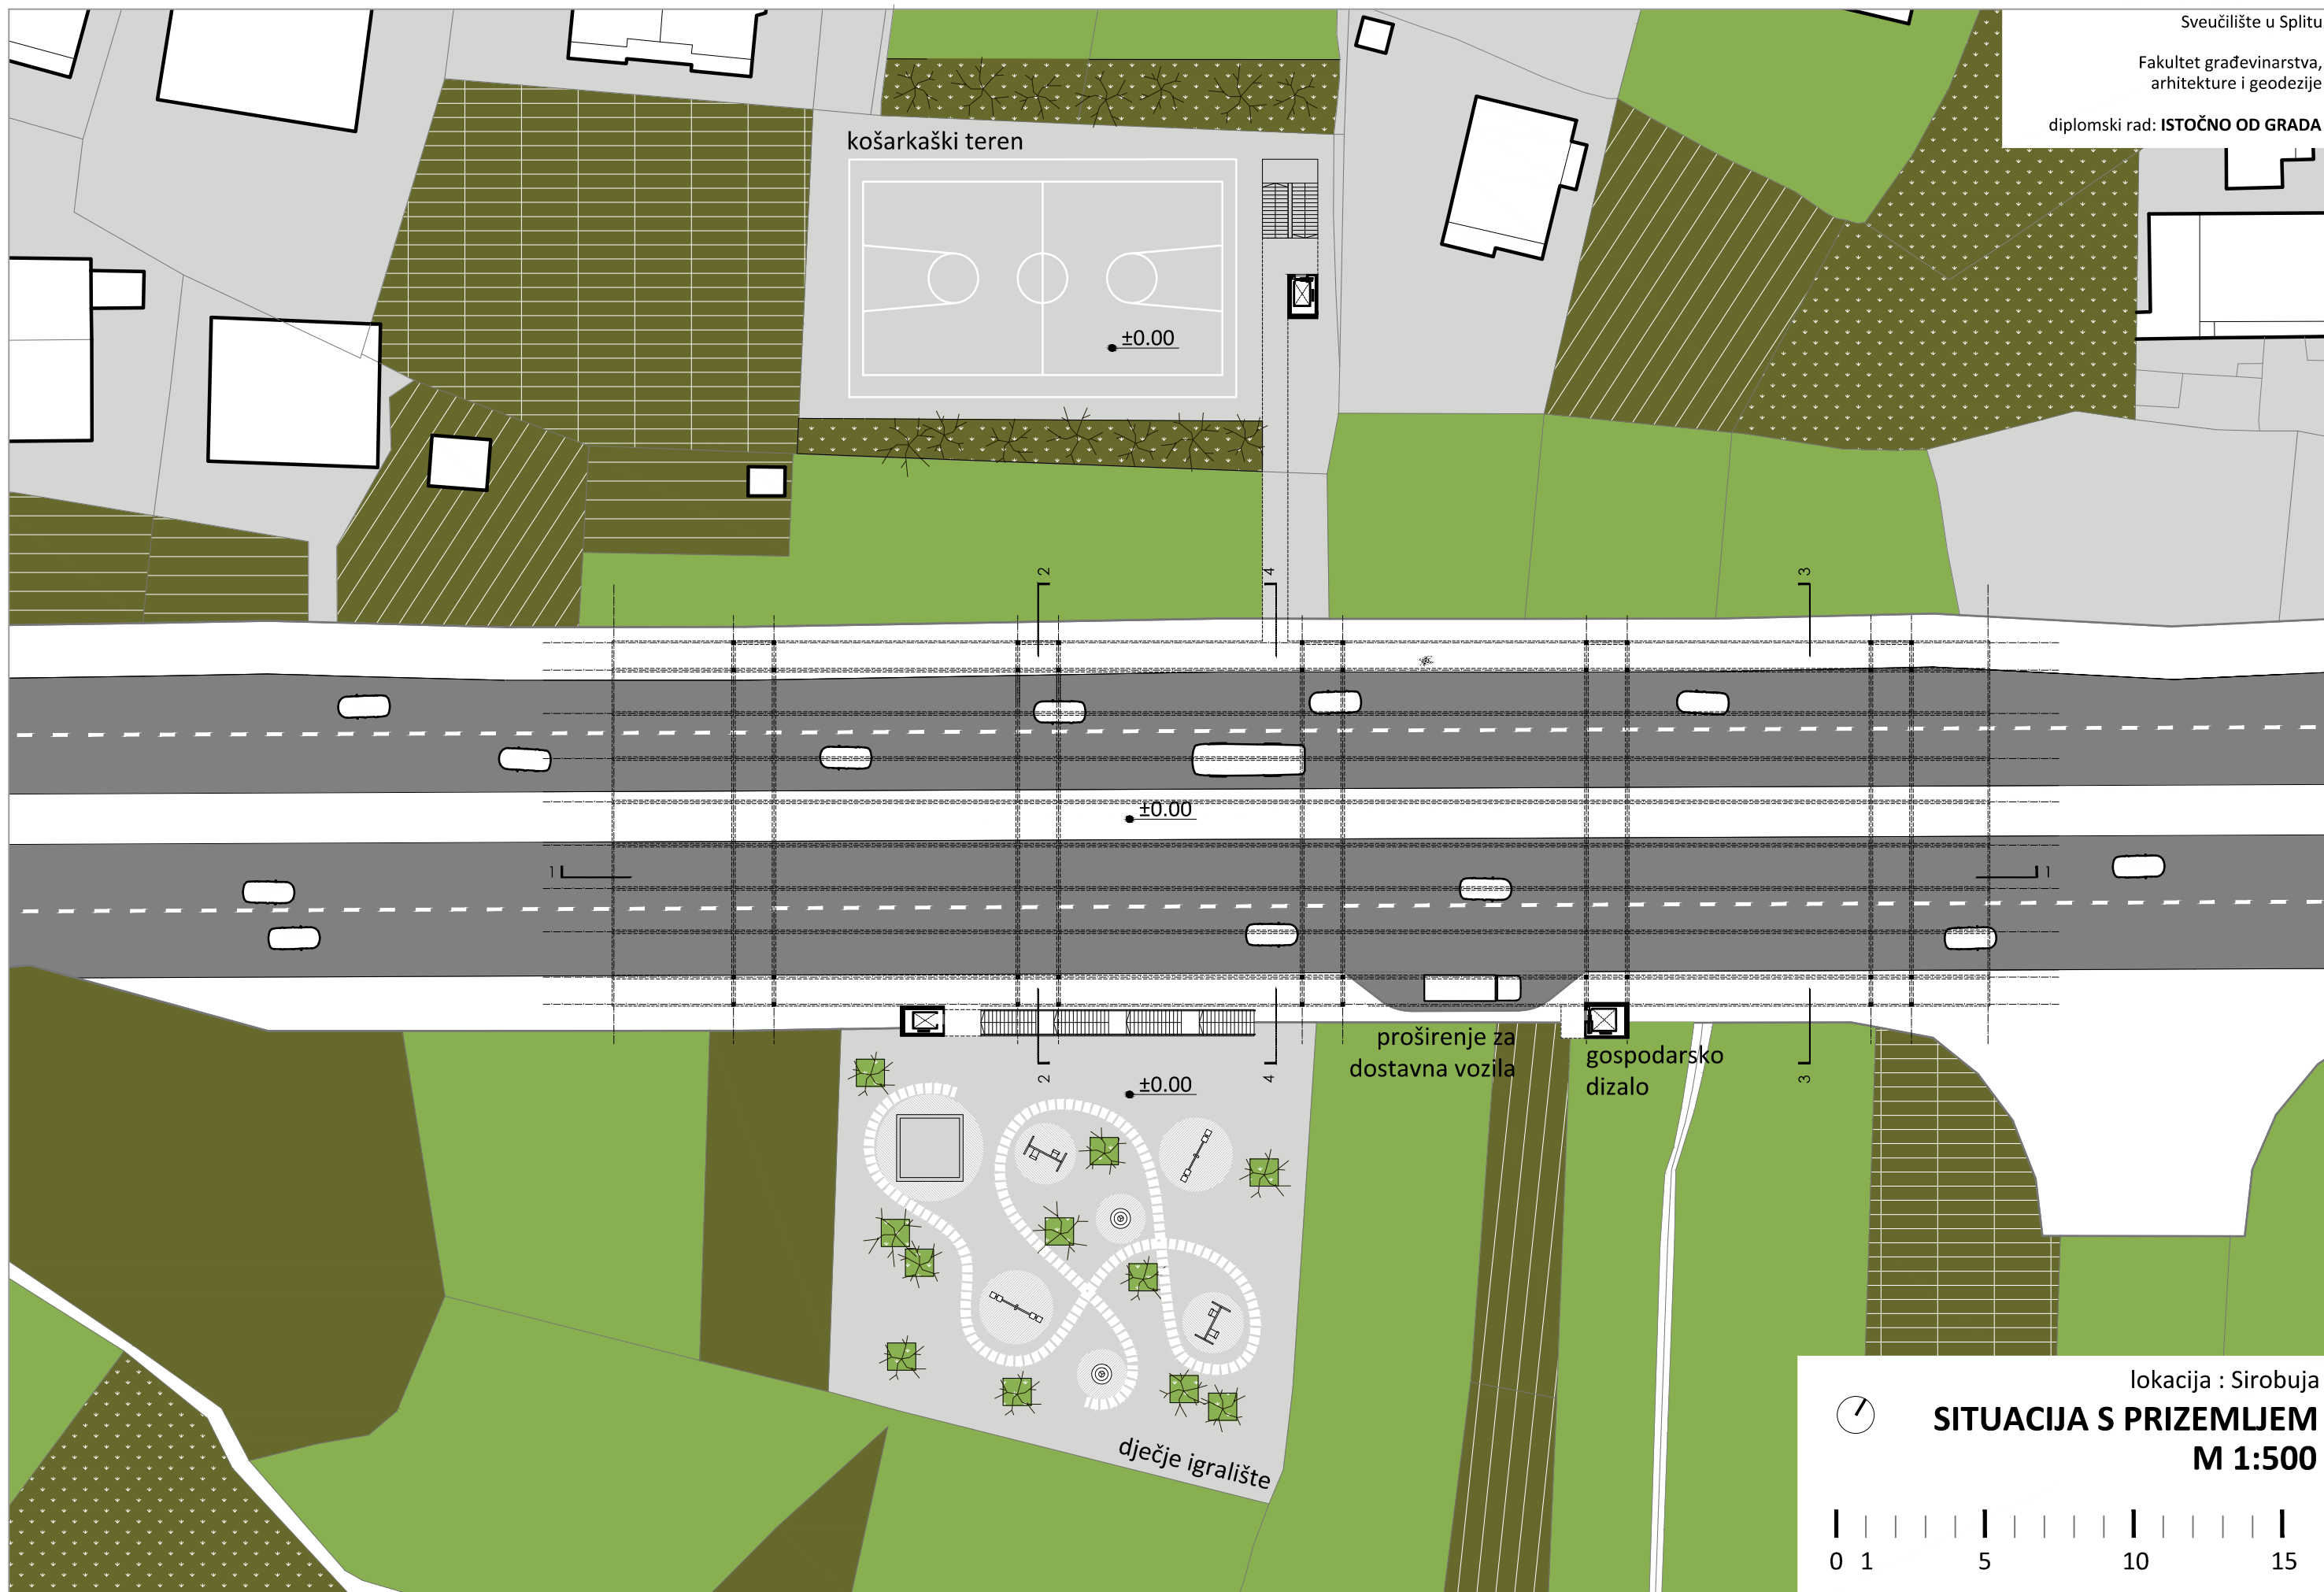 Sveučilište u Splitu
Fakultet građevinarstva,
arhitekture i geodezije
diplomski rad: ISTOČNO OD GRADA
košarkaški teren
±0.00
2
4
3
±0.00
1
1
proširenje za
dostavna vozila
gospodarsko
dizalo
2
4
3
±0.00
dječje igralište
lokacija : Sirobuja
SITUACIJA S PRIZEMLJEM
M 1:500
0 1 5 10 15